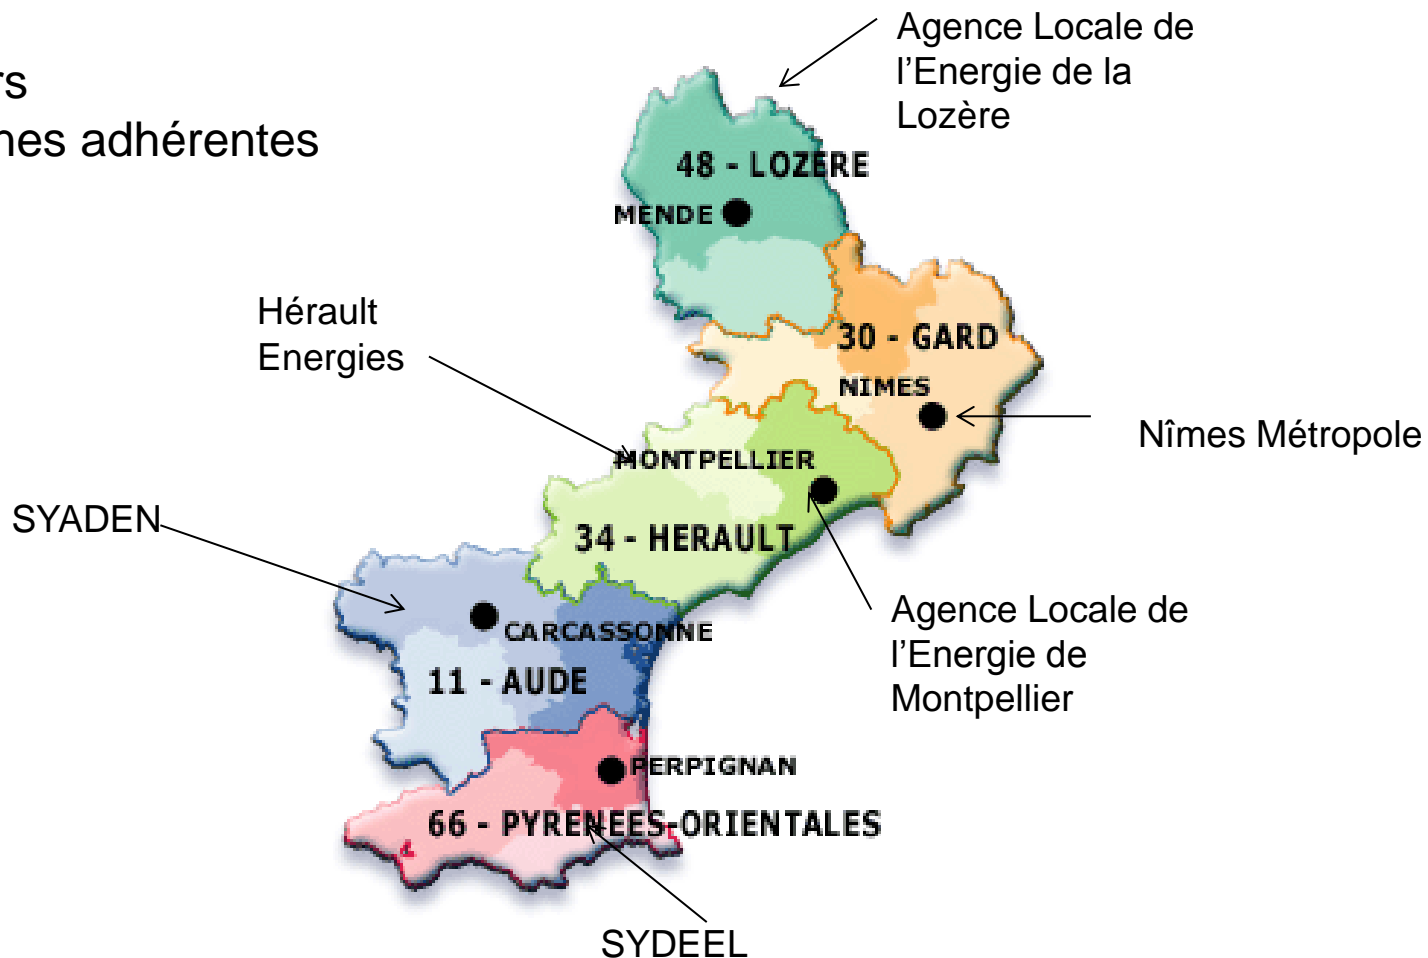 Agence Locale de
l’Energie de la
Lozère
rs
nes adhérentes
48 - LOZERE
MENDE
Hérault
Energies
30 - GARD
NIMES
Nîmes Métropole
MONTPELLIER
SYADEN
34 - HERAULT
Agence Locale de
l’Energie de
Montpellier
CARCASSONNE
11 - AUDE
PERPIGNAN
66 - PYRENEES-ORIENTALES
SYDEEL